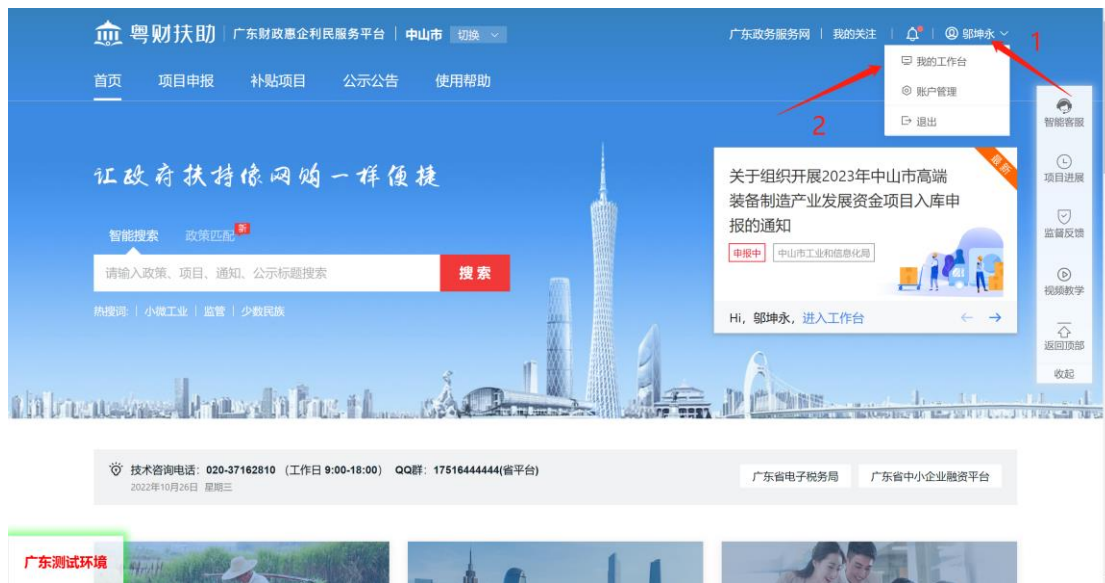 粤财扶助 广东财政惠企利民服务平台 中山市 切换
广东政务服务网 我的关注 邬坤永
1
首页 项目申报 补贴项目 公示公告 使用帮助
我的工作台
账户管理
退出
2
智能客服
项目进展
监督反馈
视频教学
返回顶部
收起
让政府扶持像网购一样便捷
智能搜索 政策匹配 新
请输入政策、项目、通知、公示标题搜索 搜索
热搜词: 小微工业 监管 少数民族
最新
关于组织开展2023年中山市高端
装备制造产业发展资金项目入库申
报的通知
申报中 中山市工业和信息化局
Hi, 邬坤永, 进入工作台
技术咨询电话: 020-37162810 (工作日 9:00-18:00) QQ群: 17516444444(省平台)
2022年10月26日 星期三
广东省电子税务局 广东省中小企业融资平台
广东测试环境